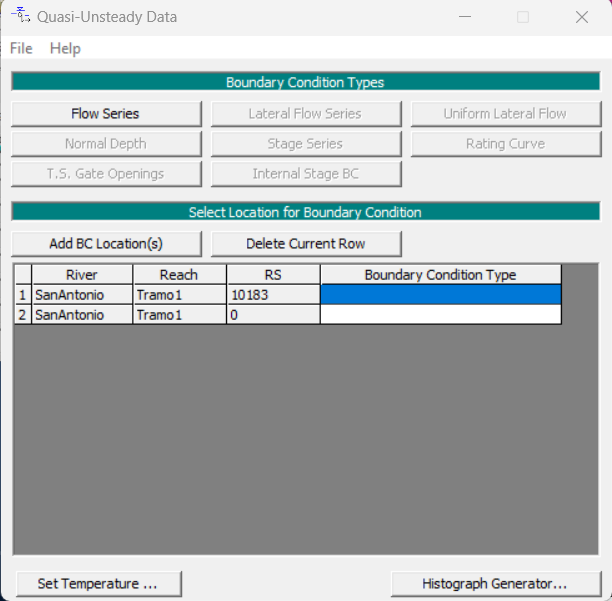 Quasi-Unsteady Data
File Help
Boundary Condition Types
Flow Series Lateral Flow Series Uniform Lateral Flow
Normal Depth Stage Series Rating Curve
T.S. Gate Openings Internal Stage BC
Select Location for Boundary Condition
Add BC Location(s) Delete Current Row
River Reach RS Boundary Condition Type
1 SanAntonio Tramo1 10183
2 SanAntonio Tramo1 0
Set Temperature ... Histograph Generator...